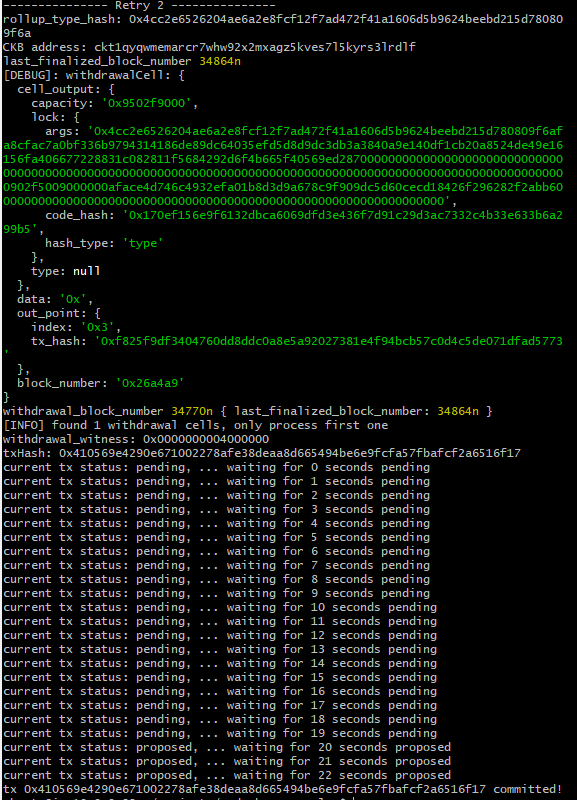 --------------- Retry 2 ---------------
rollup_type_hash: 0x4cc2e6526204ae6a2e8fcf12f7ad472f41a1606d5b9624beebd215d78080
9f6a
CKB address: ckt1qyqwmemarcr7whw92x2mxagz5kves7l5kyrs3lrdlf
last_finalized_block_number 34864n
[DEBUG]: withdrawalCell: {
  cell_output: {
    capacity: '0x9502f9000',
    lock: {
      args: '0x4cc2e6526204ae6a2e8fcf12f7ad472f41a1606d5b9624beebd215d780809f6af
a8cfac7a0bf336b9794314186de89dc64035efd5d8d9dc3db3a3840a9e140df1cb20a8524de49e16
156fa406677228831c082811f5684292d6f4b665f40569ed28700000000000000000000000000000
00000000000000000000000000000000000000000000000000000000000000000000000000000000
0902f5009000000aface4d746c4932efa01b8d3d9a678c9f909dc5d60cecd18426f296282f2abb60
000000000000000000000000000000000000000000000000000000000000000',
      code_hash: '0x170ef156e9f6132dbca6069dfd3e436f7d91c29d3ac7332c4b33e633b6a2
99b5',
      hash_type: 'type'
    },
    type: null
  },
  data: '0x',
  out_point: {
    index: '0x3',
    tx_hash: '0xf825f9df3404760dd8ddc0a8e5a92027381e4f94bcb57c0d4c5de071dfad5773
'
  },
  block_number: '0x26a4a9'
}
withdrawal_block_number 34770n { last_finalized_block_number: 34864n }
[INFO] found 1 withdrawal cells, only process first one
withdrawal_witness: 0x0000000004000000
txHash: 0x410569e4290e671002278afe38deaa8d665494be6e9fcfa57fbafcf2a6516f17
current tx status: pending, ... waiting for 0 seconds pending
current tx status: pending, ... waiting for 1 seconds pending
current tx status: pending, ... waiting for 2 seconds pending
current tx status: pending, ... waiting for 3 seconds pending
current tx status: pending, ... waiting for 4 seconds pending
current tx status: pending, ... waiting for 5 seconds pending
current tx status: pending, ... waiting for 6 seconds pending
current tx status: pending, ... waiting for 7 seconds pending
current tx status: pending, ... waiting for 8 seconds pending
current tx status: pending, ... waiting for 9 seconds pending
current tx status: pending, ... waiting for 10 seconds pending
current tx status: pending, ... waiting for 11 seconds pending
current tx status: pending, ... waiting for 12 seconds pending
current tx status: pending, ... waiting for 13 seconds pending
current tx status: pending, ... waiting for 14 seconds pending
current tx status: pending, ... waiting for 15 seconds pending
current tx status: pending, ... waiting for 16 seconds pending
current tx status: pending, ... waiting for 17 seconds pending
current tx status: pending, ... waiting for 18 seconds pending
current tx status: pending, ... waiting for 19 seconds pending
current tx status: proposed, ... waiting for 20 seconds proposed
current tx status: proposed, ... waiting for 21 seconds proposed
current tx status: proposed, ... waiting for 22 seconds proposed
tx 0x410569e4290e671002278afe38deaa8d665494be6e9fcfa57fbafcf2a6516f17 committed!